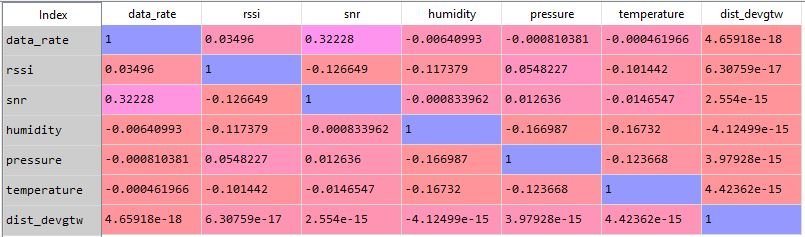 Index data_rate rssi snr humidity pressure temperature dist_devgtw
data_rate 1 0.03496 0.32228 -0.00640993 -0.000810381 -0.000461966 4.65918e-18
rssi 0.03496 1 -0.126649 -0.117379 0.0548227 -0.101442 6.30759e-17
snr 0.32228 -0.126649 1 -0.000833962 0.012636 -0.0146547 2.554e-15
humidity -0.00640993 -0.117379 -0.000833962 1 -0.166987 -0.16732 -4.12499e-15
pressure -0.000810381 0.0548227 0.012636 -0.166987 1 -0.123668 3.97928e-15
temperature -0.000461966 -0.101442 -0.0146547 -0.16732 -0.123668 1 4.42362e-15
dist_devgtw 4.65918e-18 6.30759e-17 2.554e-15 -4.12499e-15 3.97928e-15 4.42362e-15 1